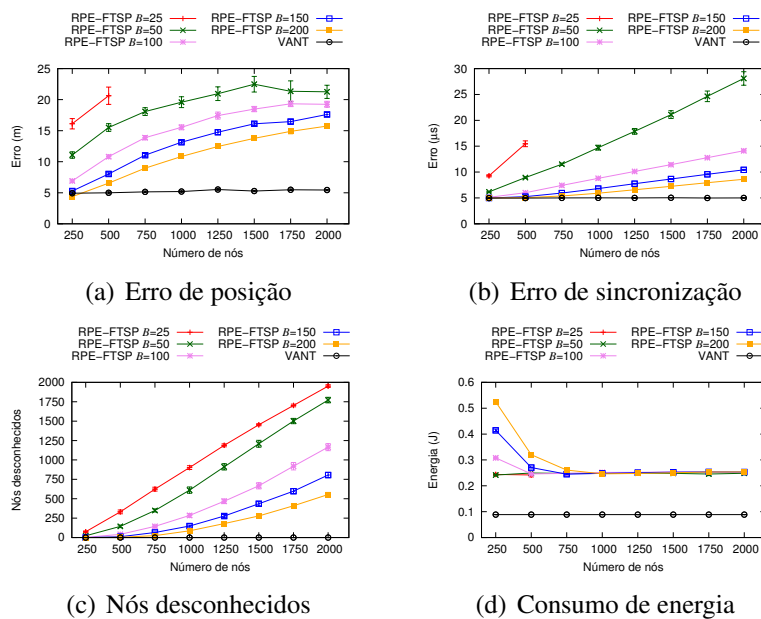 RPE−FTSP B=25
RPE−FTSP B=50
RPE−FTSP B=100
RPE−FTSP B=150
RPE−FTSP B=200
VANT
Erro (m)
25
20
15
10
5
0
250 500 750 1000 1250 1500 1750 2000
Número de nós
(a) Erro de posição
RPE−FTSP B=25
RPE−FTSP B=50
RPE−FTSP B=100
RPE−FTSP B=150
RPE−FTSP B=200
VANT
Erro (µs)
30
25
20
15
10
5
0
250 500 750 1000 1250 1500 1750 2000
Número de nós
(b) Erro de sincronização
RPE−FTSP B=25
RPE−FTSP B=50
RPE−FTSP B=100
RPE−FTSP B=150
RPE−FTSP B=200
VANT
Nós desconhecidos
2000
1750
1500
1250
1000
750
500
250
0
250 500 750 1000 1250 1500 1750 2000
Número de nós
(c) Nós desconhecidos
RPE−FTSP B=25
RPE−FTSP B=50
RPE−FTSP B=100
RPE−FTSP B=150
RPE−FTSP B=200
VANT
Energia (J)
0.6
0.5
0.4
0.3
0.2
0.1
0
250 500 750 1000 1250 1500 1750 2000
Número de nós
(d) Consumo de energia